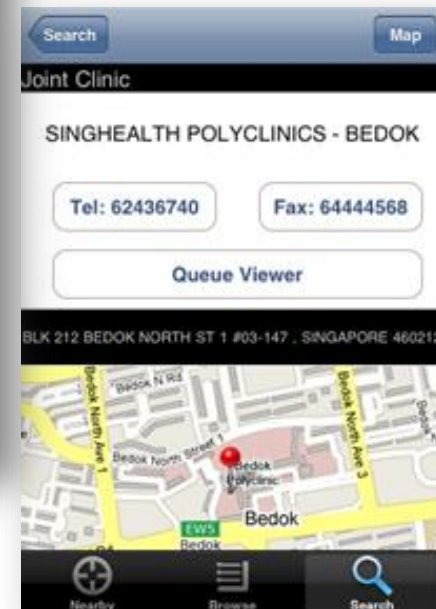 Search
Map
Joint Clinic
SINGHEALTH POLYCLINICS - BEDOK
Tel: 62436740
Fax: 64444568
Queue Viewer
BLK 212 BEDOK NORTH ST 1 #03-147 , SINGAPORE 460212
Bedok N Rd
Bedok North Ave 1
Bedok North Street 1
Bedok North Ave 3
Bedok
Polyclinic
EW5
Bedok
Bedok
Nearby
Browse
Search